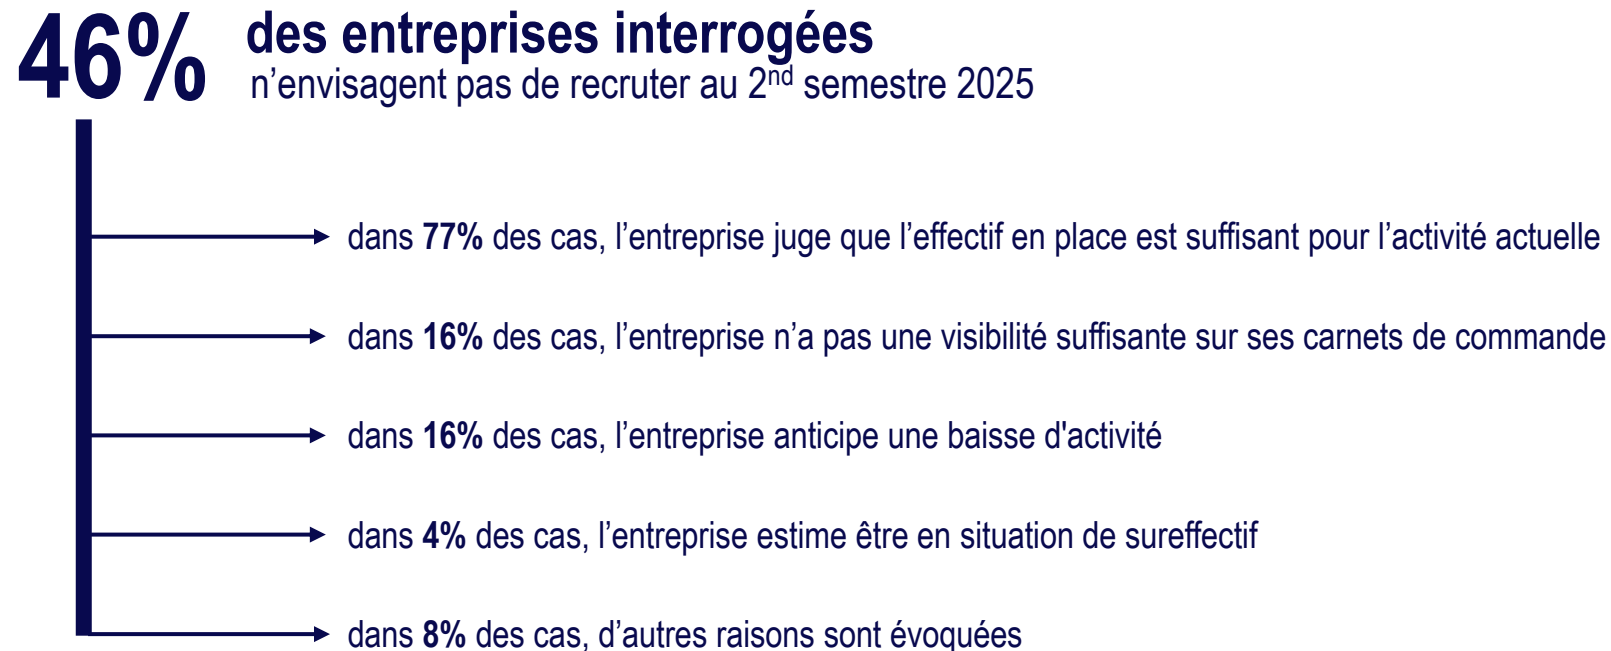 46%
des entreprises interrogées
n’envisagent pas de recruter au 2nd semestre 2025
dans 77% des cas, l’entreprise juge que l’effectif en place est suffisant pour l’activité actuelle
dans 16% des cas, l’entreprise n’a pas une visibilité suffisante sur ses carnets de commande
dans 16% des cas, l’entreprise anticipe une baisse d'activité
dans 4% des cas, l’entreprise estime être en situation de sureffectif
dans 8% des cas, d’autres raisons sont évoquées